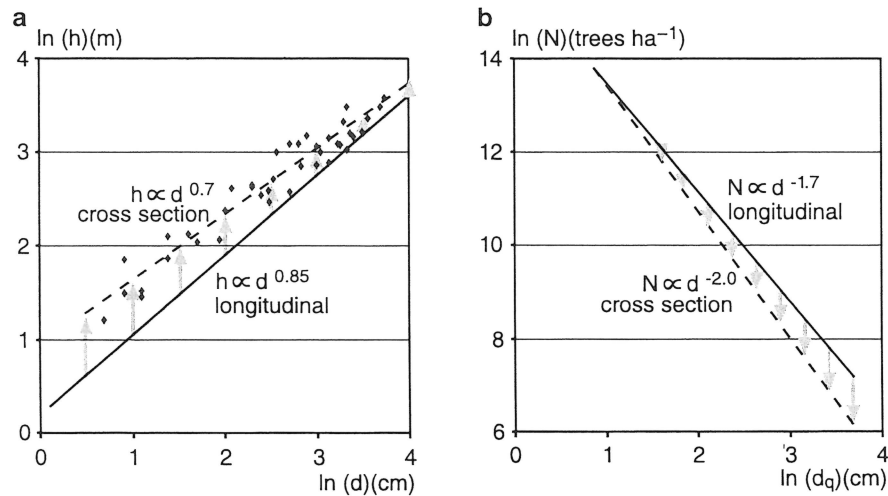 a
ln (h)(m)
4
3
2
1
0
h ∝ d^0.7
cross section
h ∝ d^0.85
longitudinal
0 1 2 3 4
ln (d)(cm)
b
ln (N)(trees ha⁻¹)
14
12
10
8
6
N ∝ d^-1.7
longitudinal
N ∝ d^-2.0
cross section
0 1 2 3 4
ln (dq)(cm)